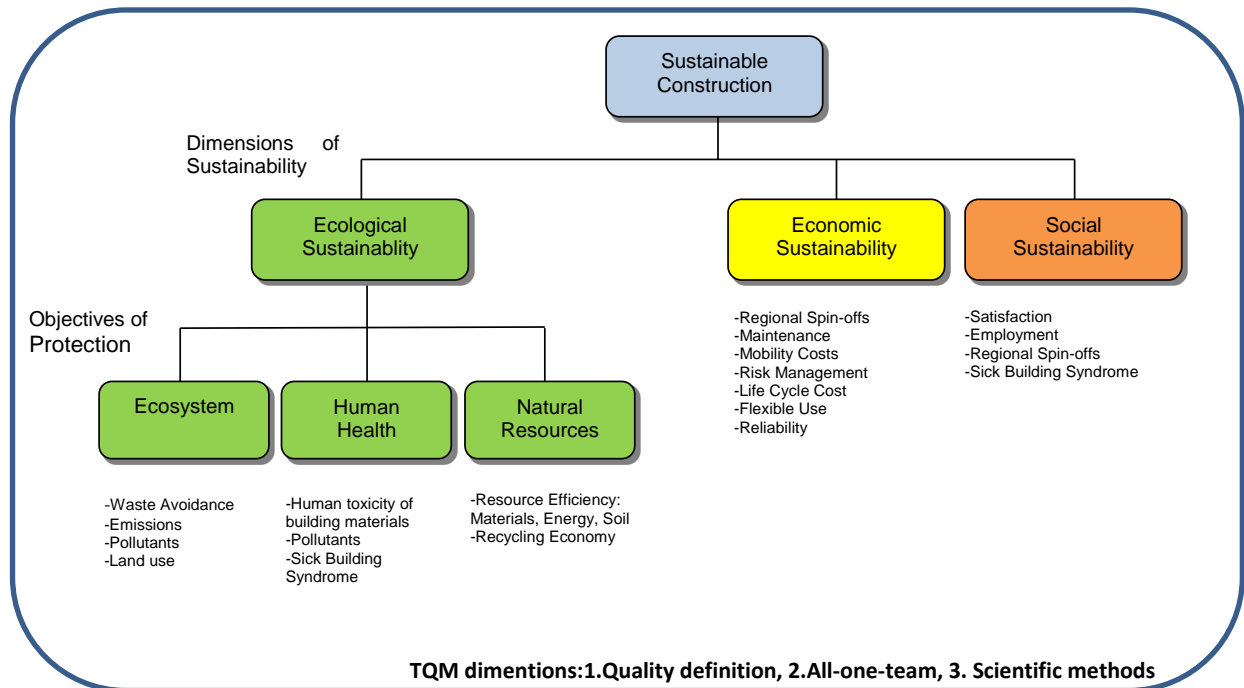 Sustainable
Construction
Dimensions of
Sustainability
Ecological
Sustainablity
Economic
Sustainability
Social
Sustainability
Objectives of
Protection
-Regional Spin-offs
-Maintenance
-Mobility Costs
-Risk Management
-Life Cycle Cost
-Flexible Use
-Reliability
-Satisfaction
-Employment
-Regional Spin-offs
-Sick Building Syndrome
Ecosystem
Human
Health
Natural
Resources
-Waste Avoidance
-Emissions
-Pollutants
-Land use
-Human toxicity of
building materials
-Pollutants
-Sick Building
Syndrome
-Resource Efficiency:
Materials, Energy, Soil
-Recycling Economy
TQM dimentions:1.Quality definition, 2.All-one-team, 3. Scientific methods